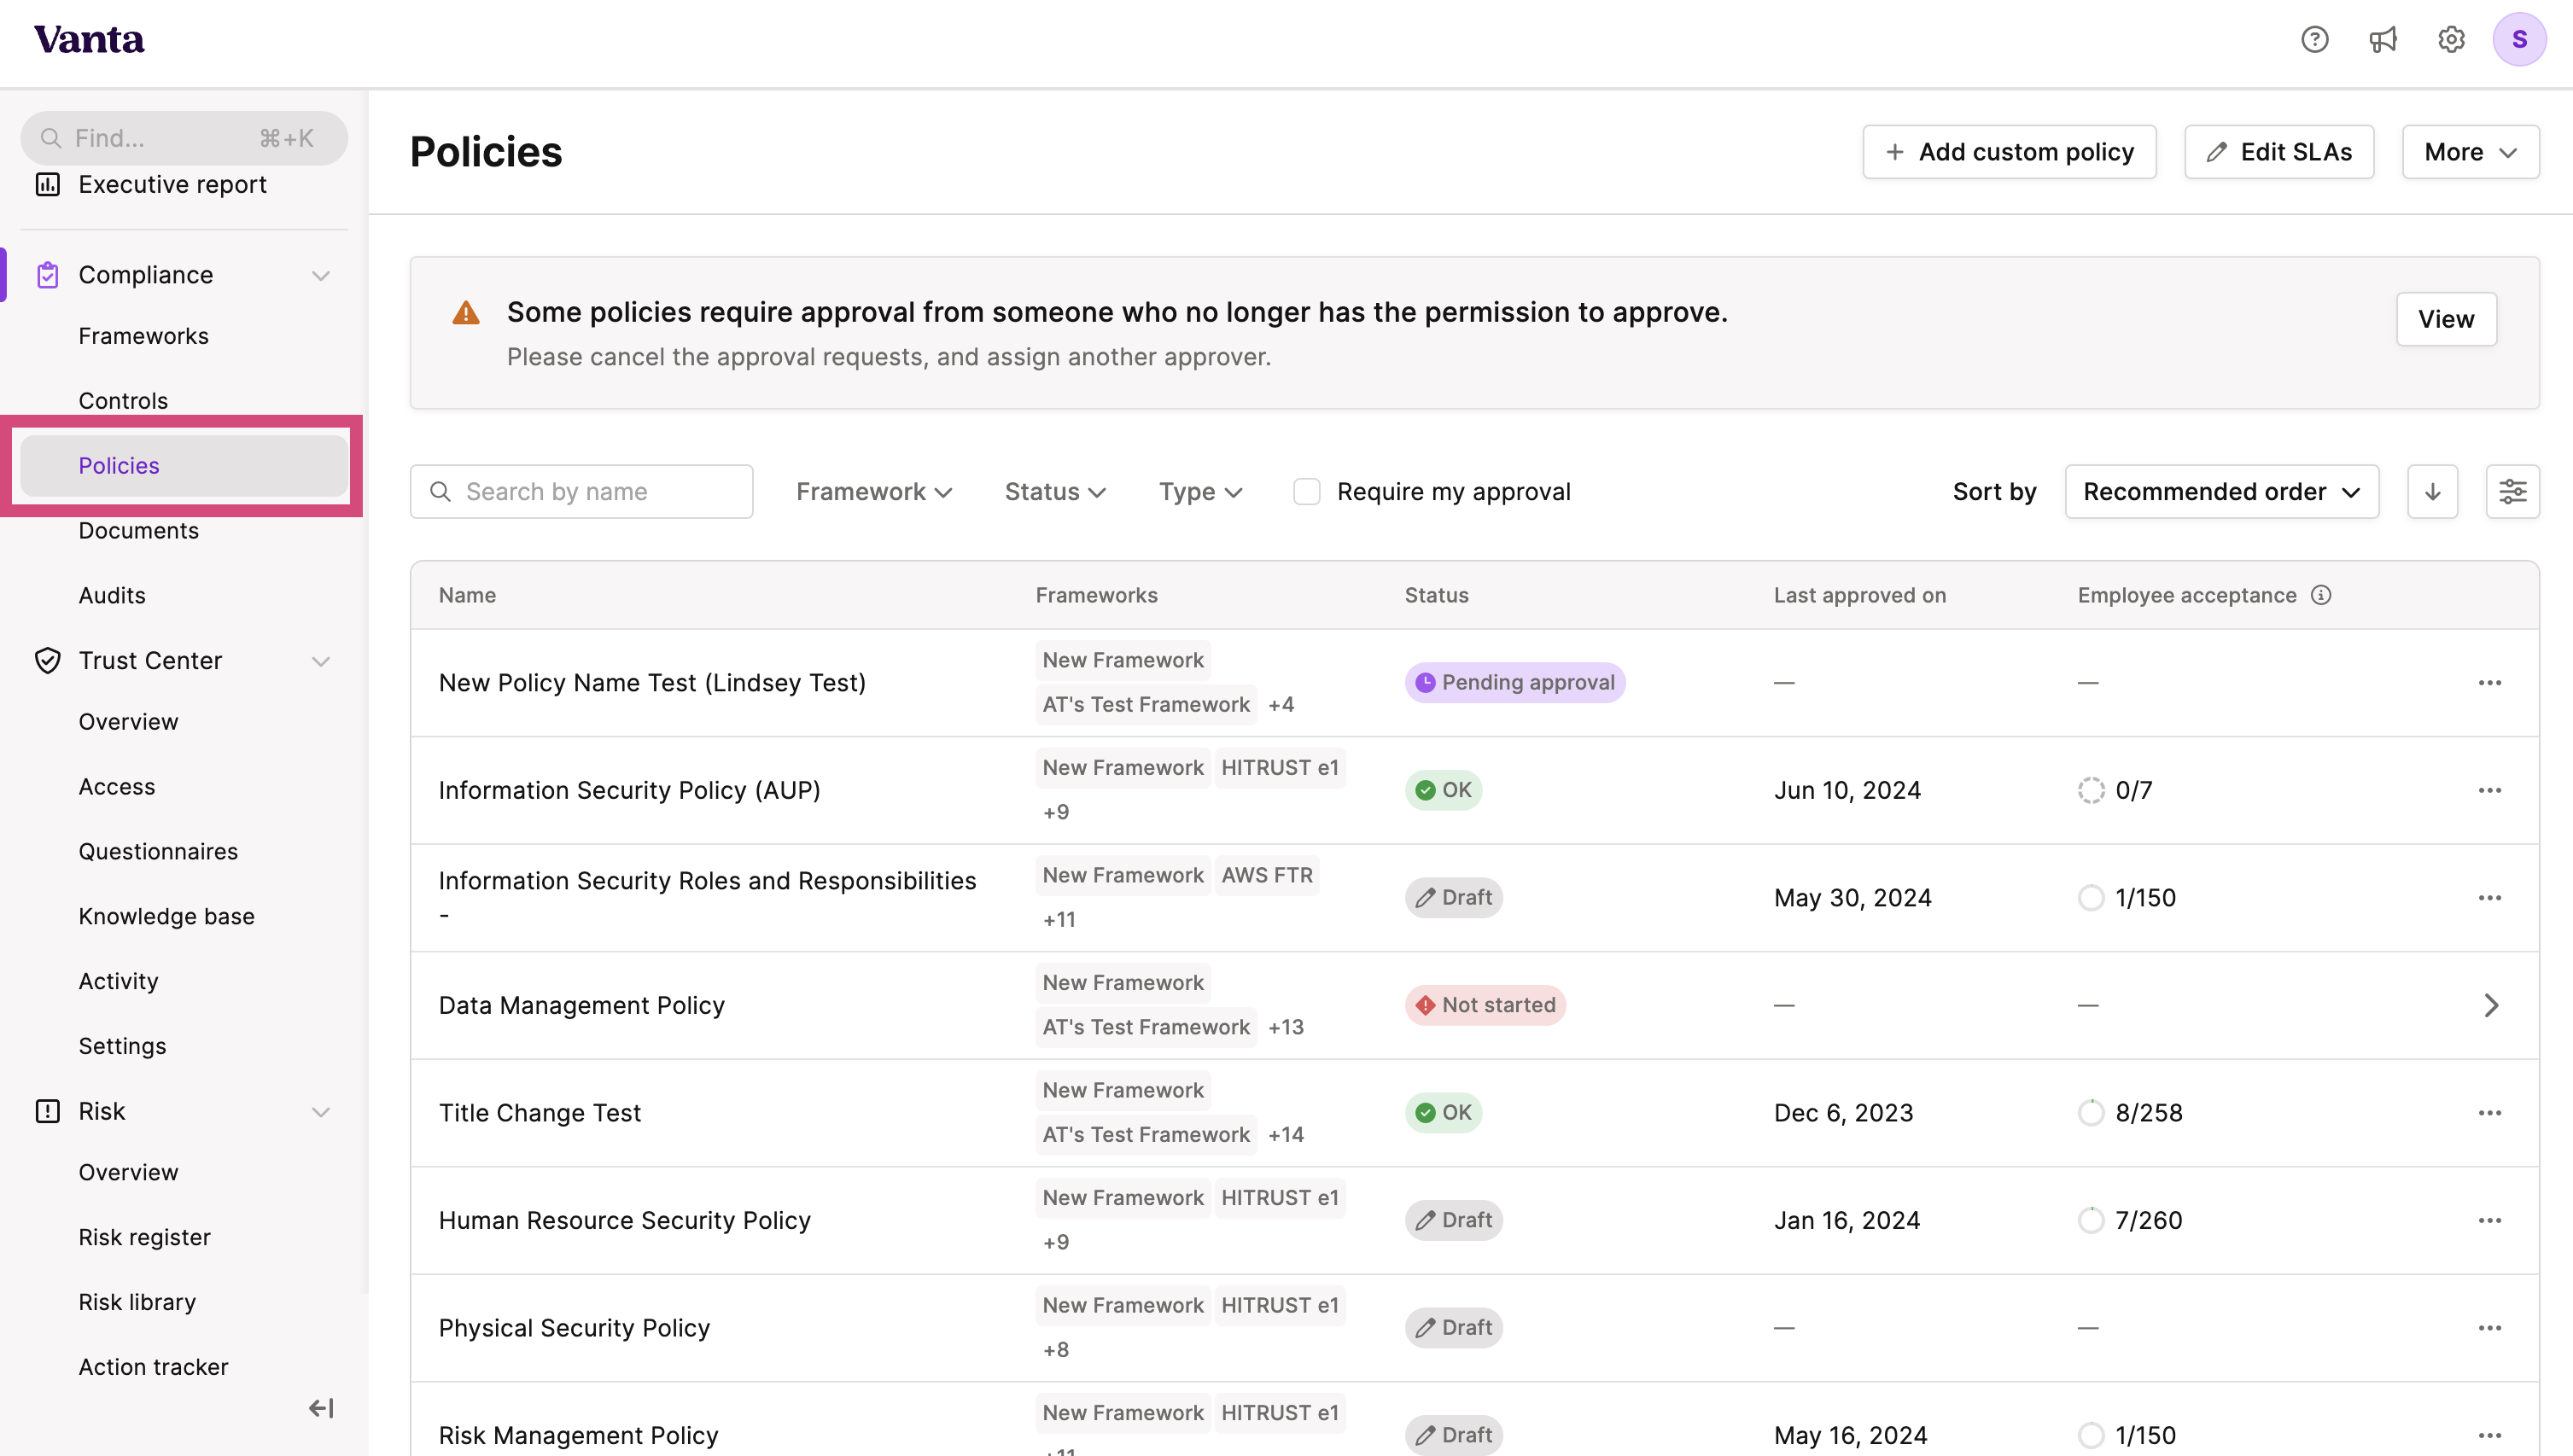 Vanta
S
Find... ⌘+K
Executive report
Compliance
Frameworks
Controls
Policies
Documents
Audits
Trust Center
Overview
Access
Questionnaires
Knowledge base
Activity
Settings
Risk
Overview
Risk register
Risk library
Action tracker
Policies
+ Add custom policy
Edit SLAs
More
Some policies require approval from someone who no longer has the permission to approve.
Please cancel the approval requests, and assign another approver.
View
Search by name
Framework
Status
Type
Require my approval
Sort by
Recommended order
Name Frameworks Status Last approved on Employee acceptance
New Policy Name Test (Lindsey Test)
New Framework
AT's Test Framework +4
Pending approval
—
—
Information Security Policy (AUP)
New Framework HITRUST e1
+9
OK
Jun 10, 2024
0/7
Information Security Roles and Responsibilities
-
New Framework AWS FTR
+11
Draft
May 30, 2024
1/150
Data Management Policy
New Framework
AT's Test Framework +13
Not started
—
—
Title Change Test
New Framework
AT's Test Framework +14
OK
Dec 6, 2023
8/258
Human Resource Security Policy
New Framework HITRUST e1
+9
Draft
Jan 16, 2024
7/260
Physical Security Policy
New Framework HITRUST e1
+8
Draft
—
—
Risk Management Policy
New Framework HITRUST e1
+11
Draft
May 16, 2024
1/150